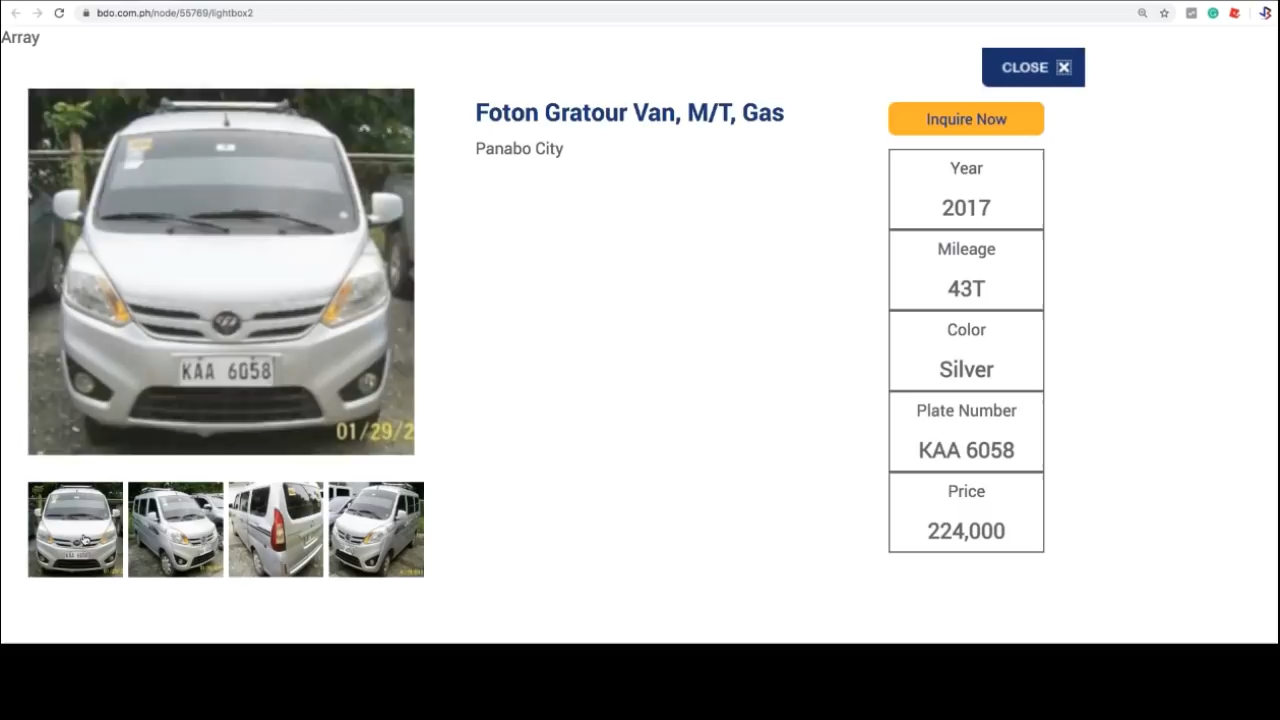 bdo.com.ph/node/55769/lightbox2
Array
CLOSE
Foton Gratour Van, M/T, Gas
Panabo City
Inquire Now
Year
2017
Mileage
43T
Color
Silver
Plate Number
KAA 6058
Price
224,000
KAA 6058
01/29/2